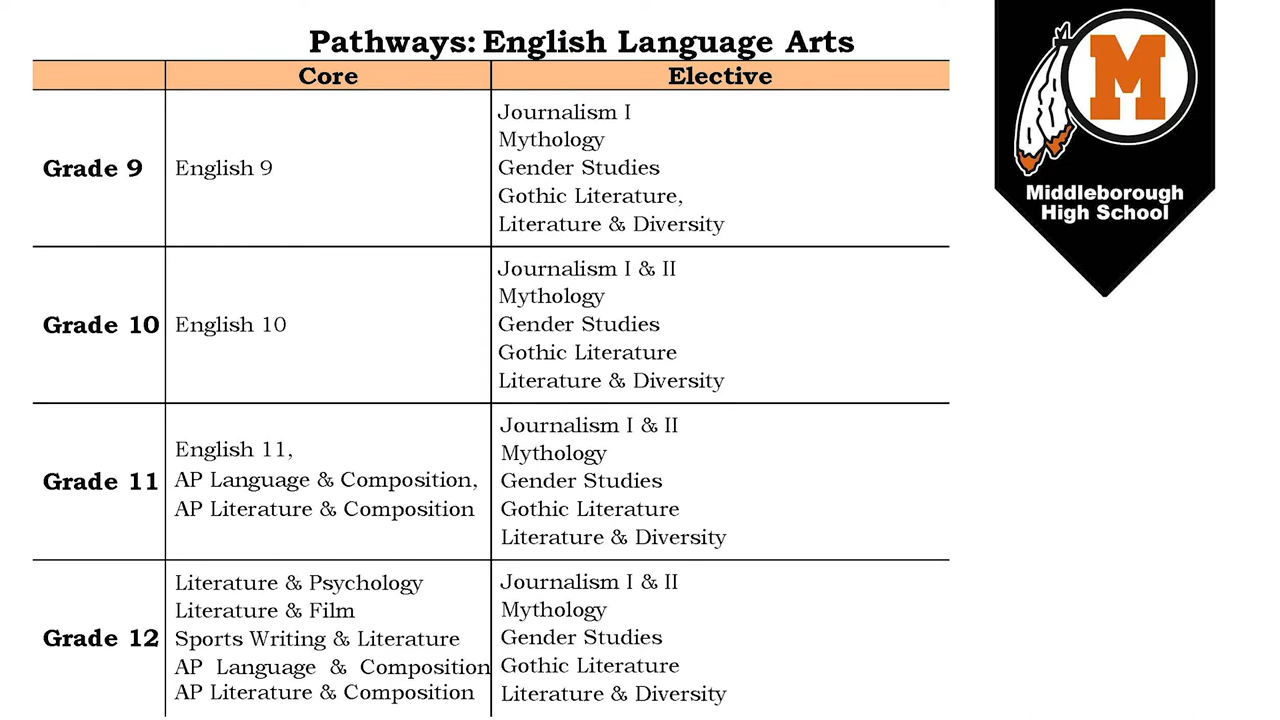 Pathways: English Language Arts
Core Elective
Grade 9
English 9
Journalism I
Mythology
Gender Studies
Gothic Literature,
Literature & Diversity
Grade 10
English 10
Journalism I & II
Mythology
Gender Studies
Gothic Literature
Literature & Diversity
Grade 11
English 11,
AP Language & Composition,
AP Literature & Composition
Journalism I & II
Mythology
Gender Studies
Gothic Literature
Literature & Diversity
Grade 12
Literature & Psychology
Literature & Film
Sports Writing & Literature
AP Language & Composition
AP Literature & Composition
Journalism I & II
Mythology
Gender Studies
Gothic Literature
Literature & Diversity
M
Middleborough
High School